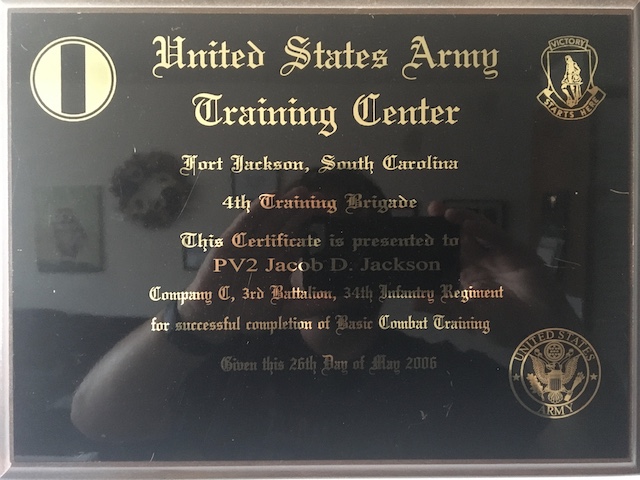 United States Army
Training Center
VICTORY
STARTS HERE
Fort Jackson, South Carolina
4th Training Brigade
This Certificate is presented to
PV2 Jacob D. Jackson
Company C, 3rd Battalion, 34th Infantry Regiment
for successful completion of Basic Combat Training
Given this 26th Day of May 2006
UNITED STATES
ARMY